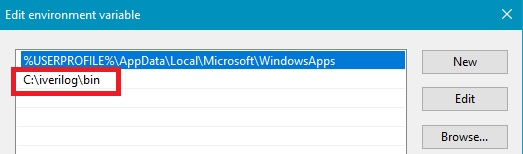 Edit environment variable
%USERPROFILE%\AppData\Local\Microsoft\WindowsApps
New
C:\iverilog\bin
Edit
Browse...